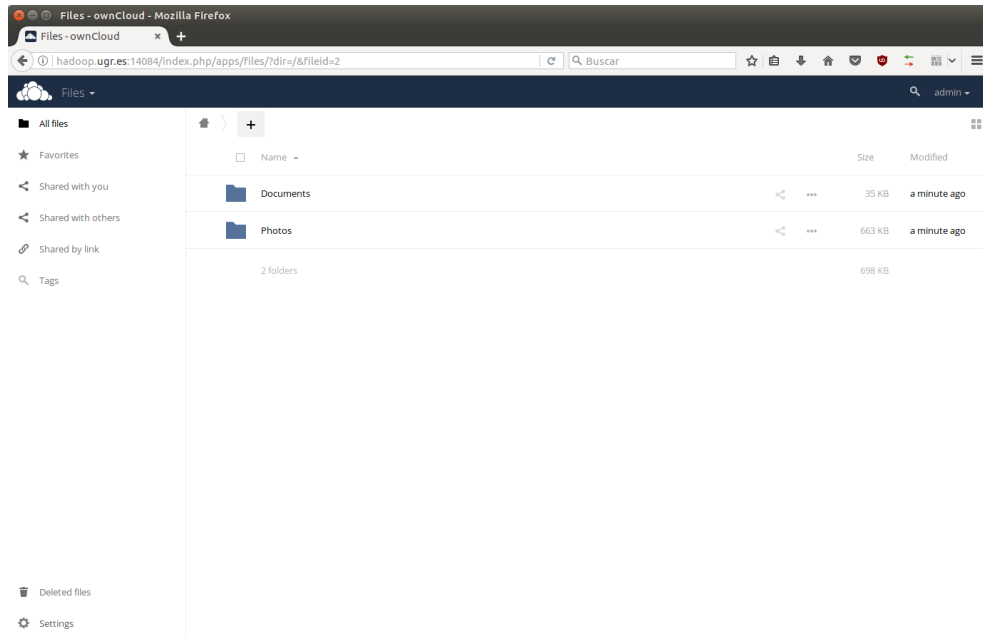 Files - ownCloud - Mozilla Firefox
Files - ownCloud × +
hadoop.ugr.es:14084/index.php/apps/files/?dir=/&fileid=2 Buscar
Files admin
All files +
Favorites Name Size Modified
Shared with you Documents 35 KB a minute ago
Shared with others
Photos 663 KB a minute ago
Shared by link
2 folders 698 KB
Tags
Deleted files
Settings